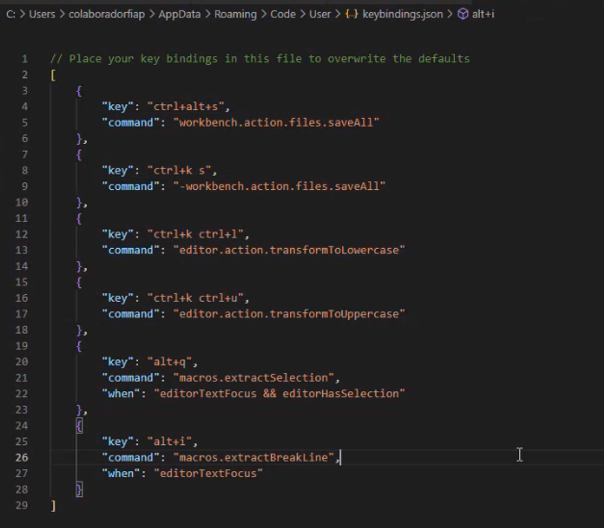 C: > Users > colaboradorfiap > AppData > Roaming > Code > User > {..} keybindings.json > alt+i
1 // Place your key bindings in this file to overwrite the defaults
2 [
3 {
4 "key": "ctrl+alt+s",
5 "command": "workbench.action.files.saveAll"
6 },
7 {
8 "key": "ctrl+k s",
9 "command": "-workbench.action.files.saveAll"
10 },
11 {
12 "key": "ctrl+k ctrl+l",
13 "command": "editor.action.transformToLowercase"
14 },
15 {
16 "key": "ctrl+k ctrl+u",
17 "command": "editor.action.transformToUppercase"
18 },
19 {
20 "key": "alt+q",
21 "command": "macros.extractSelection",
22 "when": "editorTextFocus && editorHasSelection"
23 },
24 {
25 "key": "alt+i",
26 "command": "macros.extractBreakLine",
27 "when": "editorTextFocus"
28 }
29 ]